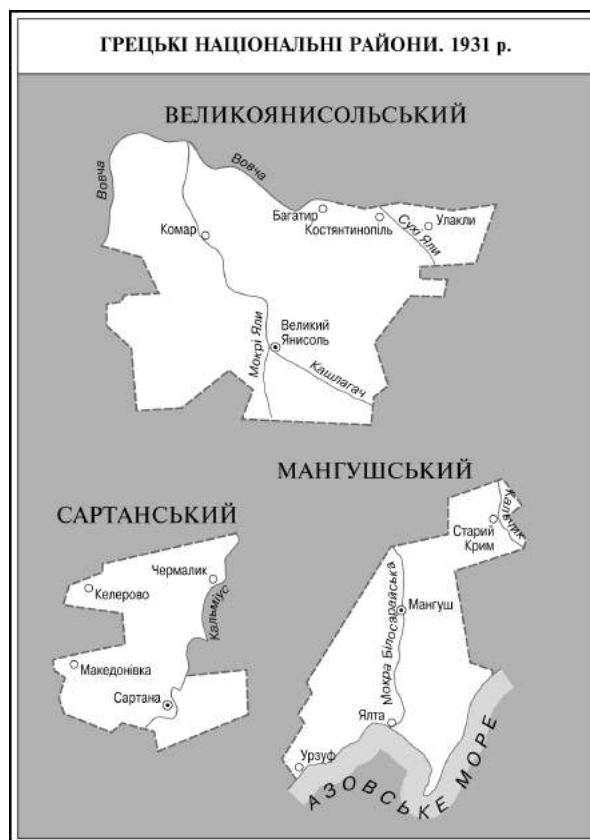 ГРЕЦЬКІ НАЦІОНАЛЬНІ РАЙОНИ. 1931 р.
ВЕЛИКОЯНИСОЛЬСЬКИЙ
Вовча
Вовча
Багатир
Костянтинопіль
Сухі Яли
Улакли
Комар
Мокрі Яли
Великий
Янисоль
Кашлагач
МАНГУШСЬКИЙ
Кальчик
Старий
Крим
Мокра Білосарайська
Мангуш
Ялта
Урзуф
АЗОВСЬКЕ МОРЕ
САРТАНСЬКИЙ
Чермалик
Келерово
Кальміус
Македонівка
Сартана